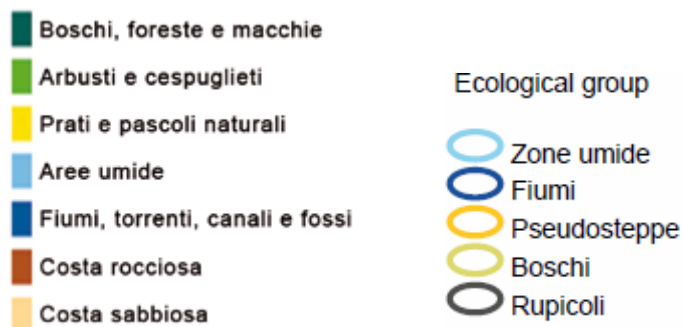 Boschi, foreste e macchie
Arbusti e cespuglieti
Prati e pascoli naturali
Aree umide
Fiumi, torrenti, canali e fossi
Costa rocciosa
Costa sabbiosa
Ecological group
Zone umide
Fiumi
Pseudosteppe
Boschi
Rupicoli